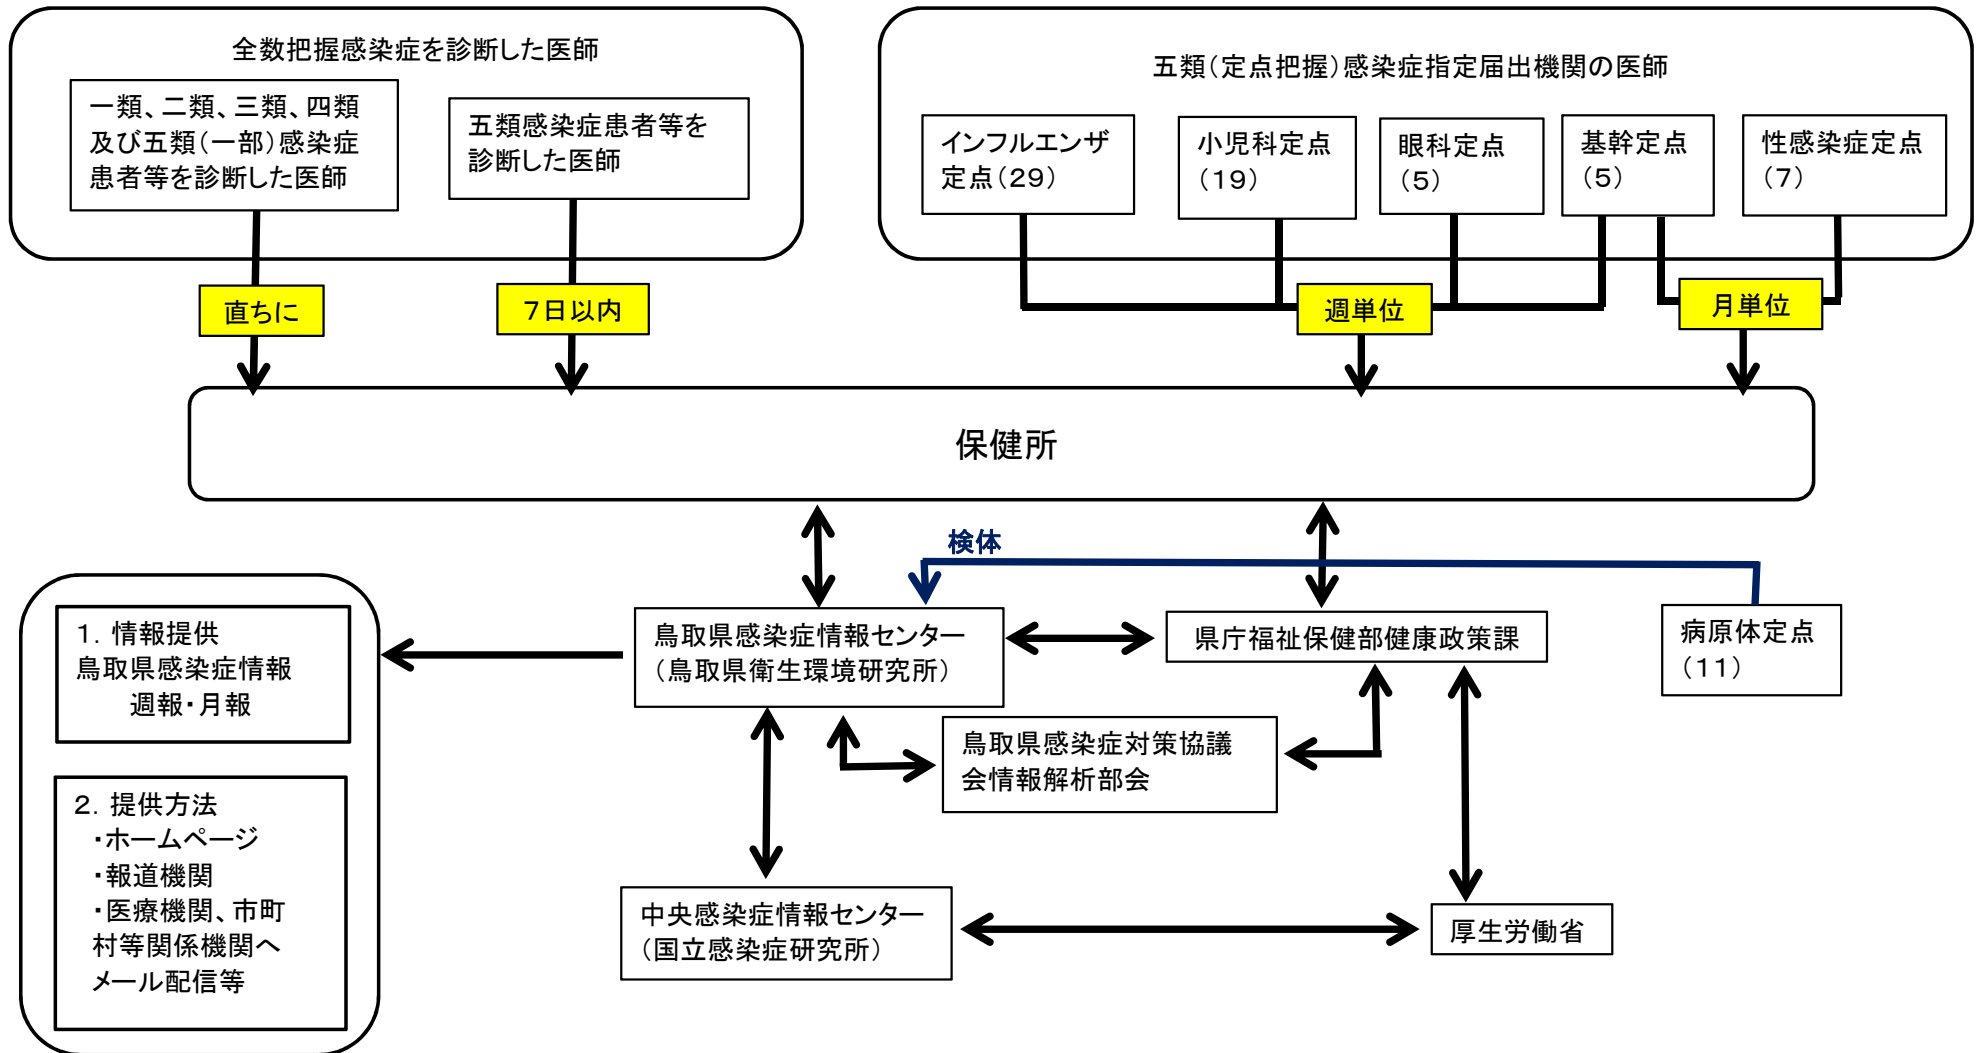 全数把握感染症を診断した医師
一類、二類、三類、四類
及び五類(一部)感染症
患者等を診断した医師
五類感染症患者等を
診断した医師
五類(定点把握)感染症指定届出機関の医師
インフルエンザ
定点(29)
小児科定点
(19)
眼科定点
(5)
基幹定点
(5)
性感染症定点
(7)
直ちに
7日以内
週単位
月単位
保健所
検体
1. 情報提供
鳥取県感染症情報
週報・月報
2. 提供方法
・ホームページ
・報道機関
・医療機関、市町
村等関係機関へ
メール配信等
鳥取県感染症情報センター
(鳥取県衛生環境研究所)
県庁福祉保健部健康政策課
病原体定点
(11)
鳥取県感染症対策協議
会情報解析部会
中央感染症情報センター
(国立感染症研究所)
厚生労働省